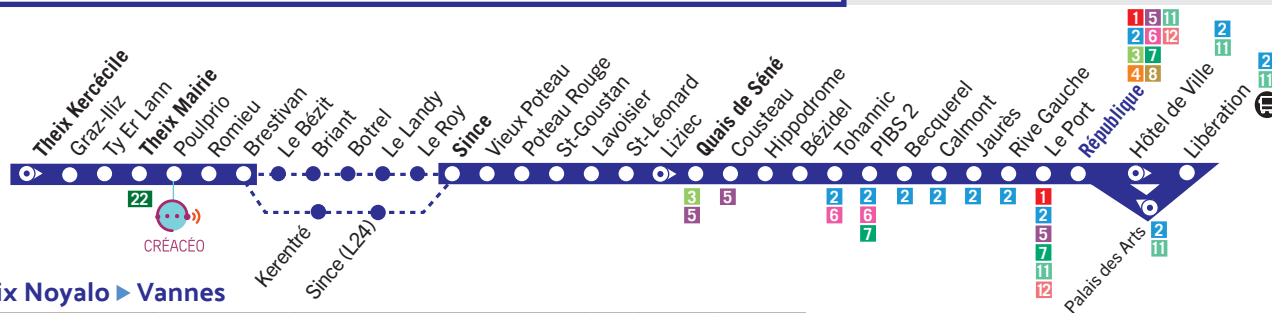 Theix Kercécile
Graz-Illiz
Ty Er Lann
Theix Mairie
Poulprio
Romieu
Brestivan
Le Bézit
Briant
Botrel
Le Landy
Le Roy
Since
Vieux Poteau
Poteau Rouge
St-Goustan
Lavoisier
St-Léonard
Liziec
Quais de Séné
Cousteau
Hippodrome
Bézidel
Tohannic
PIBS 2
Becquerel
Calmont
Jaurès
Rive Gauche
Le Port
République
Hôtel de Ville
Libération
1 5 11
2 6 12
3 7
4 8
2
11
2
11
22
CRÉACÉO
Kerentré
Since (L24)
3
5
5
2
6
2
6
7
2
2
2
2
1
2
5
7
11
12
Palais des Arts
2
11
ix Noyalo ▶ Vannes